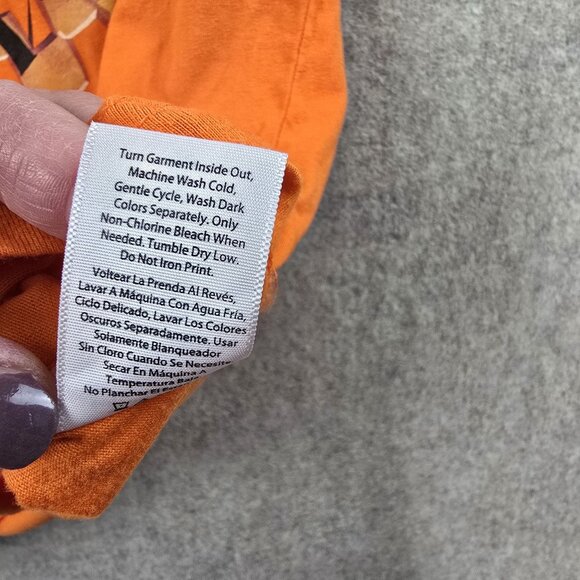 Turn Garment Inside Out,
Machine Wash Cold,
Gentle Cycle, Wash Dark
Colors Separately. Only
Non-Chlorine Bleach When
Needed. Tumble Dry Low.
Do Not Iron Print.
Voltear La Prenda Al Revés,
Lavar A Máquina Con Agua Fría,
Ciclo Delicado, Lavar Los Colores
Oscuros Separadamente. Usar
Solamente Blanqueador
Sin Cloro Cuando Se Necesite
Secar En Máquina A
Temperatura
No Planchar El